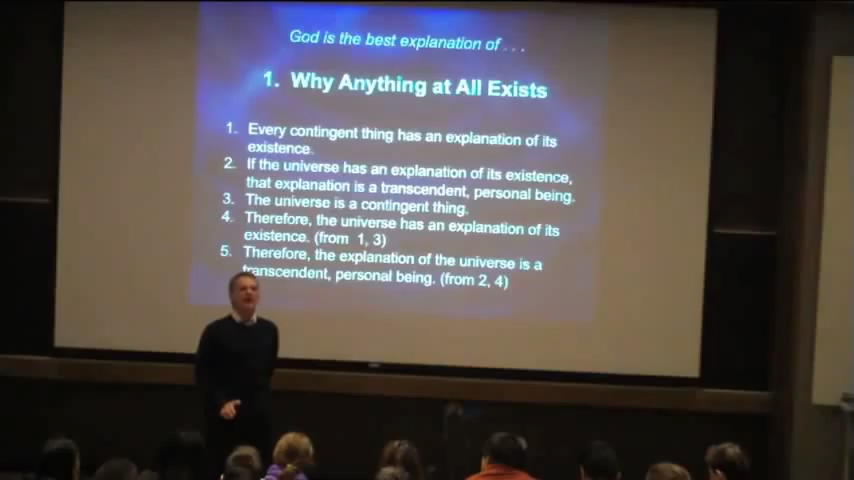 God is the best explanation of . . .
1. Why Anything at All Exists
1. Every contingent thing has an explanation of its
existence.
2. If the universe has an explanation of its existence,
that explanation is a transcendent, personal being.
3. The universe is a contingent thing.
4. Therefore, the universe has an explanation of its
existence. (from 1, 3)
5. Therefore, the explanation of the universe is a
transcendent, personal being. (from 2, 4)